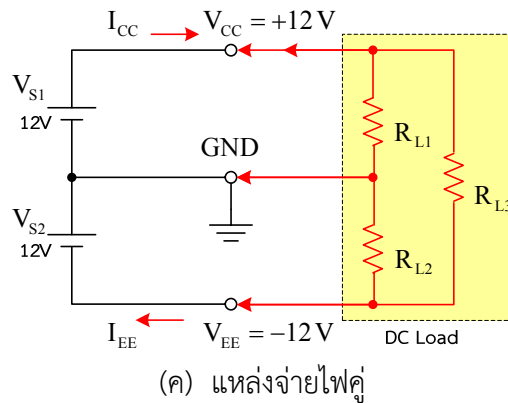 I_CC
V_CC = +12 V
V_S1
12V
GND
R_L1
R_L3
V_S2
12V
R_L2
I_EE
V_EE = −12 V
DC Load
(ค) แหล่งจ่ายไฟคู่